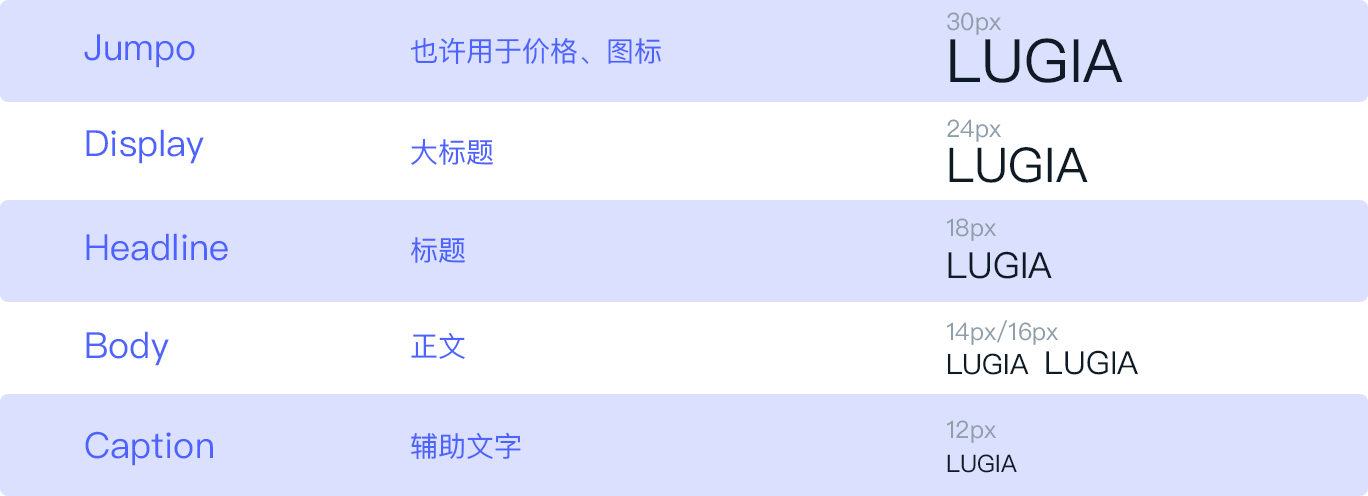 Jumpo
也许用于价格、图标
30px
LUGIA
Display
大标题
24px
LUGIA
Headline
标题
18px
LUGIA
Body
正文
14px/16px
LUGIA LUGIA
Caption
辅助文字
12px
LUGIA